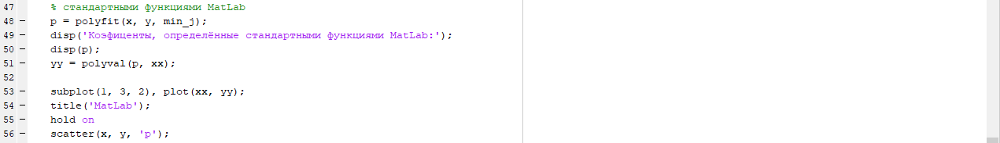 47 % стандартными функциями MatLab
48 – p = polyfit(x, y, min_j);
49 – disp('Коэфиценты, определённые стандартными функциями MatLab:');
50 – disp(p);
51 – yy = polyval(p, xx);
52
53 – subplot(1, 3, 2), plot(xx, yy);
54 – title('MatLab');
55 – hold on
56 – scatter(x, y, 'p');